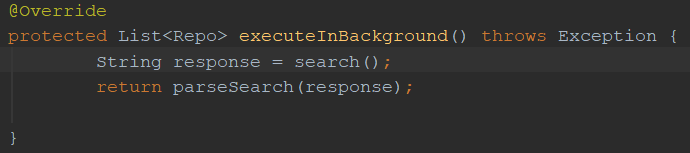 @Override
protected List<Repo> executeInBackground() throws Exception {
        String response = search();
        return parseSearch(response);
}